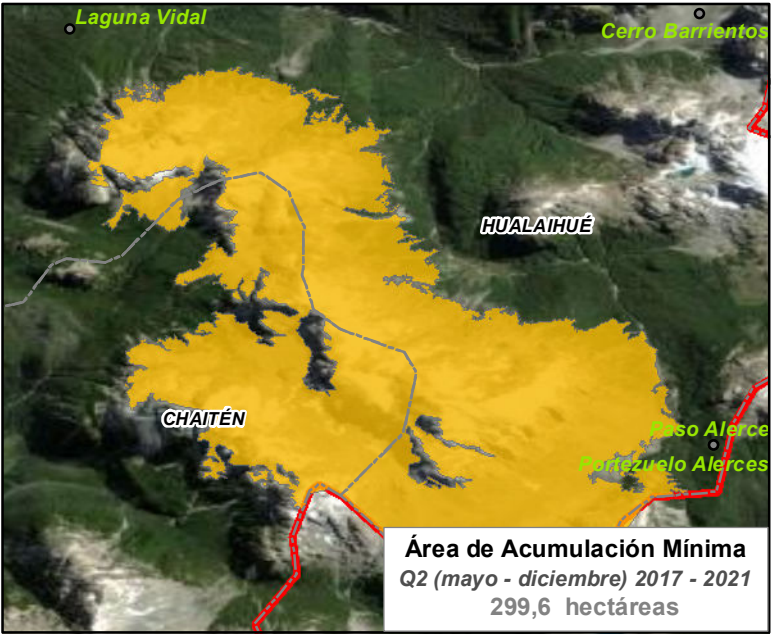 Laguna Vidal
Cerro Barrientos
HUALAIHUÉ
CHAITÉN
Paso Alerce
Portezuelo Alerces
Área de Acumulación Mínima
Q2 (mayo - diciembre) 2017 - 2021
299,6 hectáreas